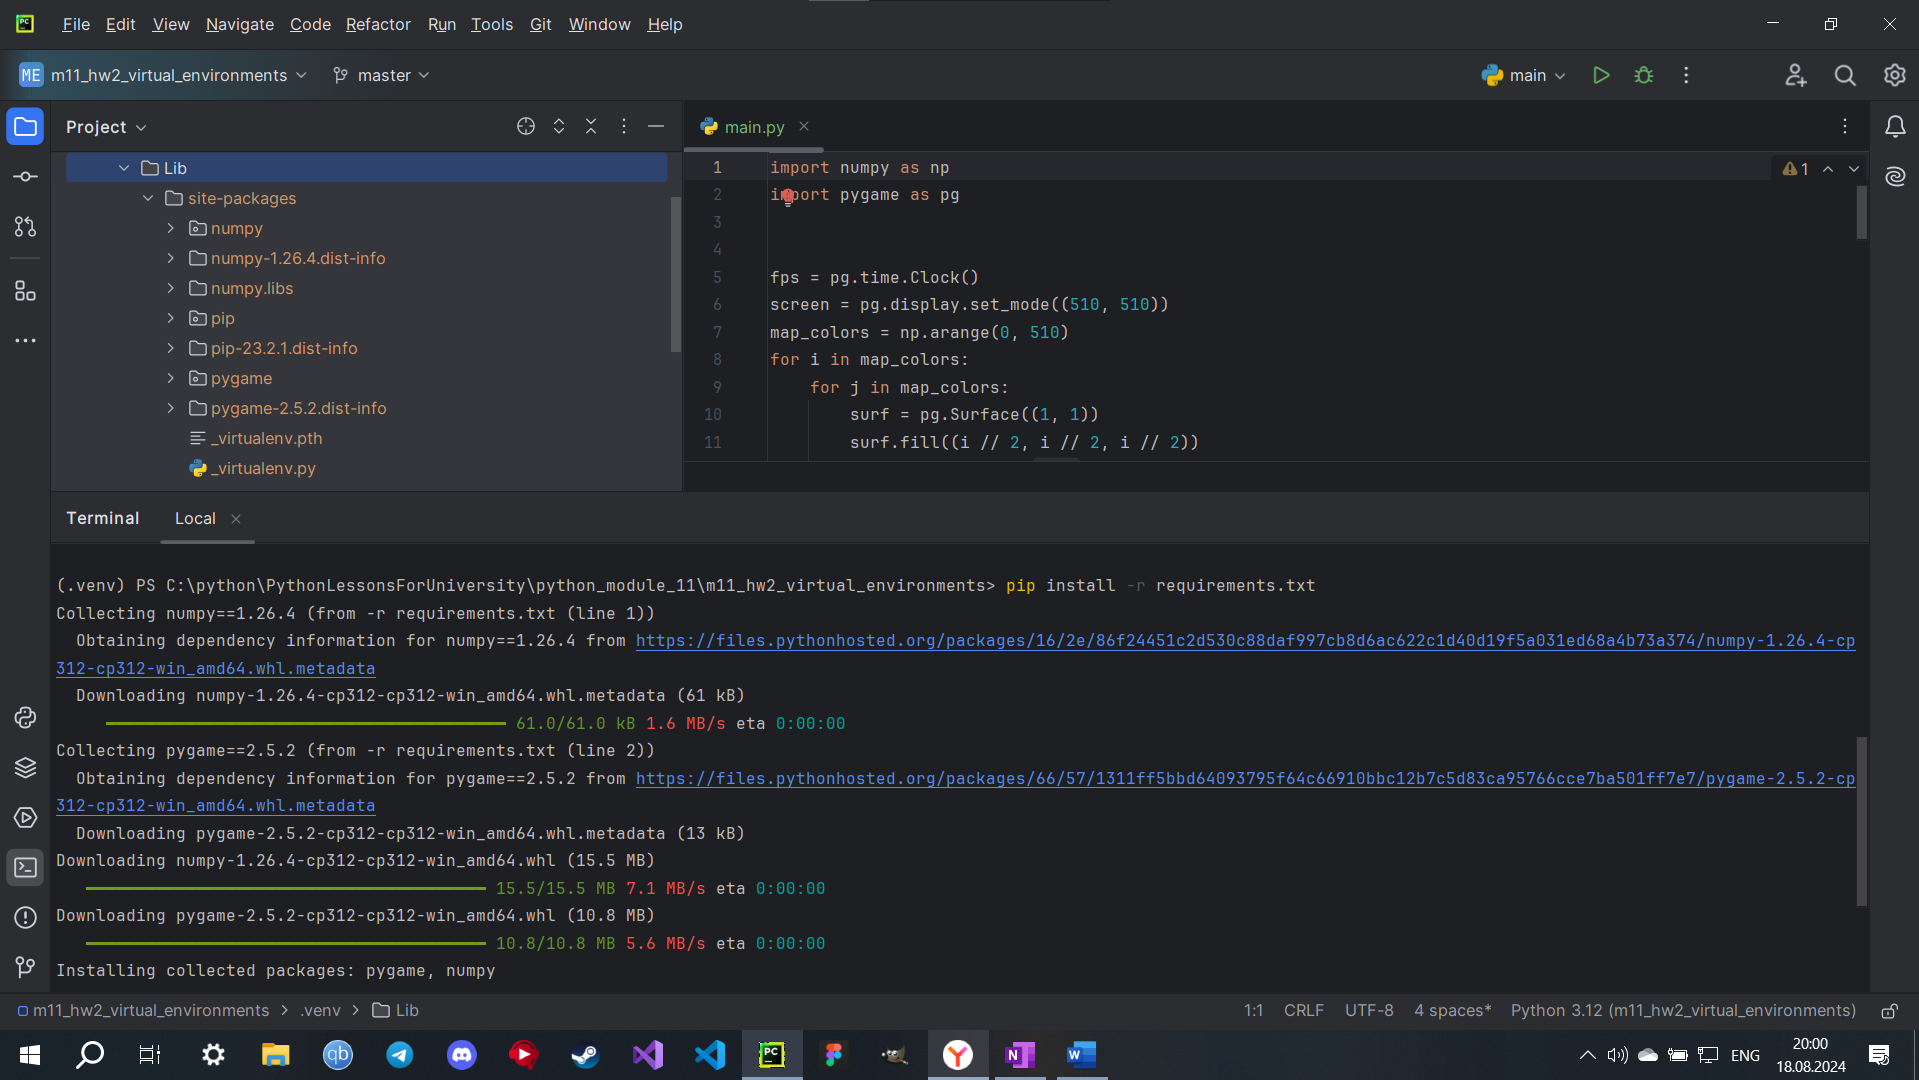 PC File Edit View Navigate Code Refactor Run Tools Git Window Help
ME m11_hw2_virtual_environments master main
Project
Lib
site-packages
numpy
numpy-1.26.4.dist-info
numpy.libs
pip
pip-23.2.1.dist-info
pygame
pygame-2.5.2.dist-info
_virtualenv.pth
_virtualenv.py
main.py
1 import numpy as np
1
2 import pygame as pg
3
4
5 fps = pg.time.Clock()
6 screen = pg.display.set_mode((510, 510))
7 map_colors = np.arange(0, 510)
8 for i in map_colors:
9 for j in map_colors:
10 surf = pg.Surface((1, 1))
11 surf.fill((i // 2, i // 2, i // 2))
Terminal Local
(.venv) PS C:\python\PythonLessonsForUniversity\python_module_11\m11_hw2_virtual_environments> pip install -r requirements.txt
Collecting numpy==1.26.4 (from -r requirements.txt (line 1))
Obtaining dependency information for numpy==1.26.4 from https://files.pythonhosted.org/packages/16/2e/86f24451c2d530c88daf997cb8d6ac622c1d40d19f5a031ed68a4b73a374/numpy-1.26.4-cp
312-cp312-win_amd64.whl.metadata
Downloading numpy-1.26.4-cp312-cp312-win_amd64.whl.metadata (61 kB)
61.0/61.0 kB 1.6 MB/s eta 0:00:00
Collecting pygame==2.5.2 (from -r requirements.txt (line 2))
Obtaining dependency information for pygame==2.5.2 from https://files.pythonhosted.org/packages/66/57/1311ff5bbd64093795f64c66910bbc12b7c5d83ca95766cce7ba501ff7e7/pygame-2.5.2-cp
312-cp312-win_amd64.whl.metadata
Downloading pygame-2.5.2-cp312-cp312-win_amd64.whl.metadata (13 kB)
Downloading numpy-1.26.4-cp312-cp312-win_amd64.whl (15.5 MB)
15.5/15.5 MB 7.1 MB/s eta 0:00:00
Downloading pygame-2.5.2-cp312-cp312-win_amd64.whl (10.8 MB)
10.8/10.8 MB 5.6 MB/s eta 0:00:00
Installing collected packages: pygame, numpy
m11_hw2_virtual_environments > .venv > Lib 1:1 CRLF UTF-8 4 spaces* Python 3.12 (m11_hw2_virtual_environments)
qb PC N W ENG 20:00
18.08.2024